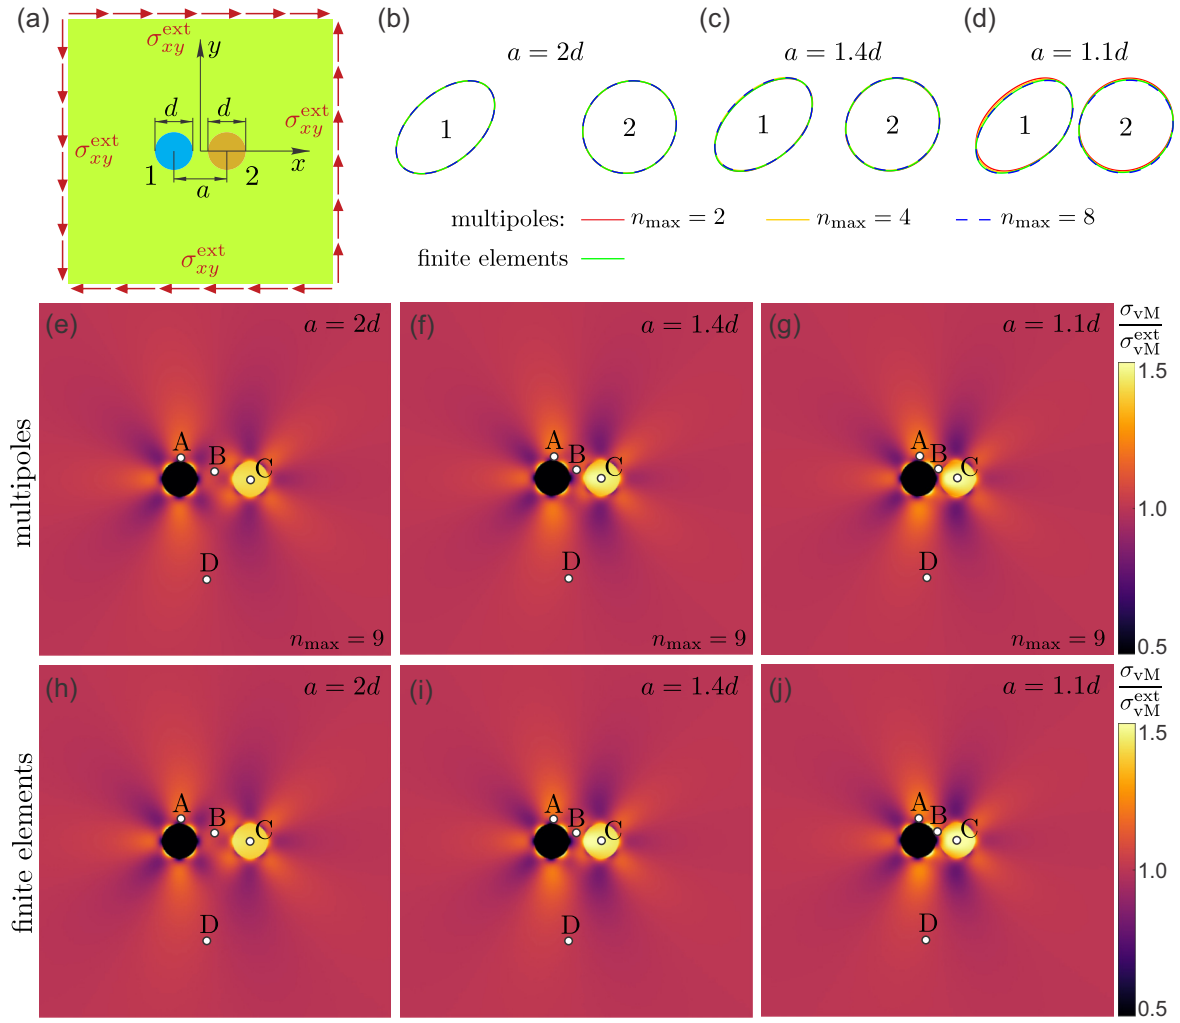 (a)
σ_xy^ext
y
d
d
σ_xy^ext
σ_xy^ext
x
1
2
a
σ_xy^ext
(b)
a = 2d
1
2
(c)
a = 1.4d
1
2
(d)
a = 1.1d
1
2
multipoles: n_max = 2 n_max = 4 n_max = 8
finite elements
multipoles
(e)
a = 2d
A
B
C
D
n_max = 9
(f)
a = 1.4d
A
B
C
D
n_max = 9
(g)
a = 1.1d
A
B
C
D
n_max = 9
σ_vM
σ_vM^ext
1.5
1.0
0.5
finite elements
(h)
a = 2d
A
B
C
D
(i)
a = 1.4d
A
B
C
D
(j)
a = 1.1d
A
B
C
D
σ_vM
σ_vM^ext
1.5
1.0
0.5